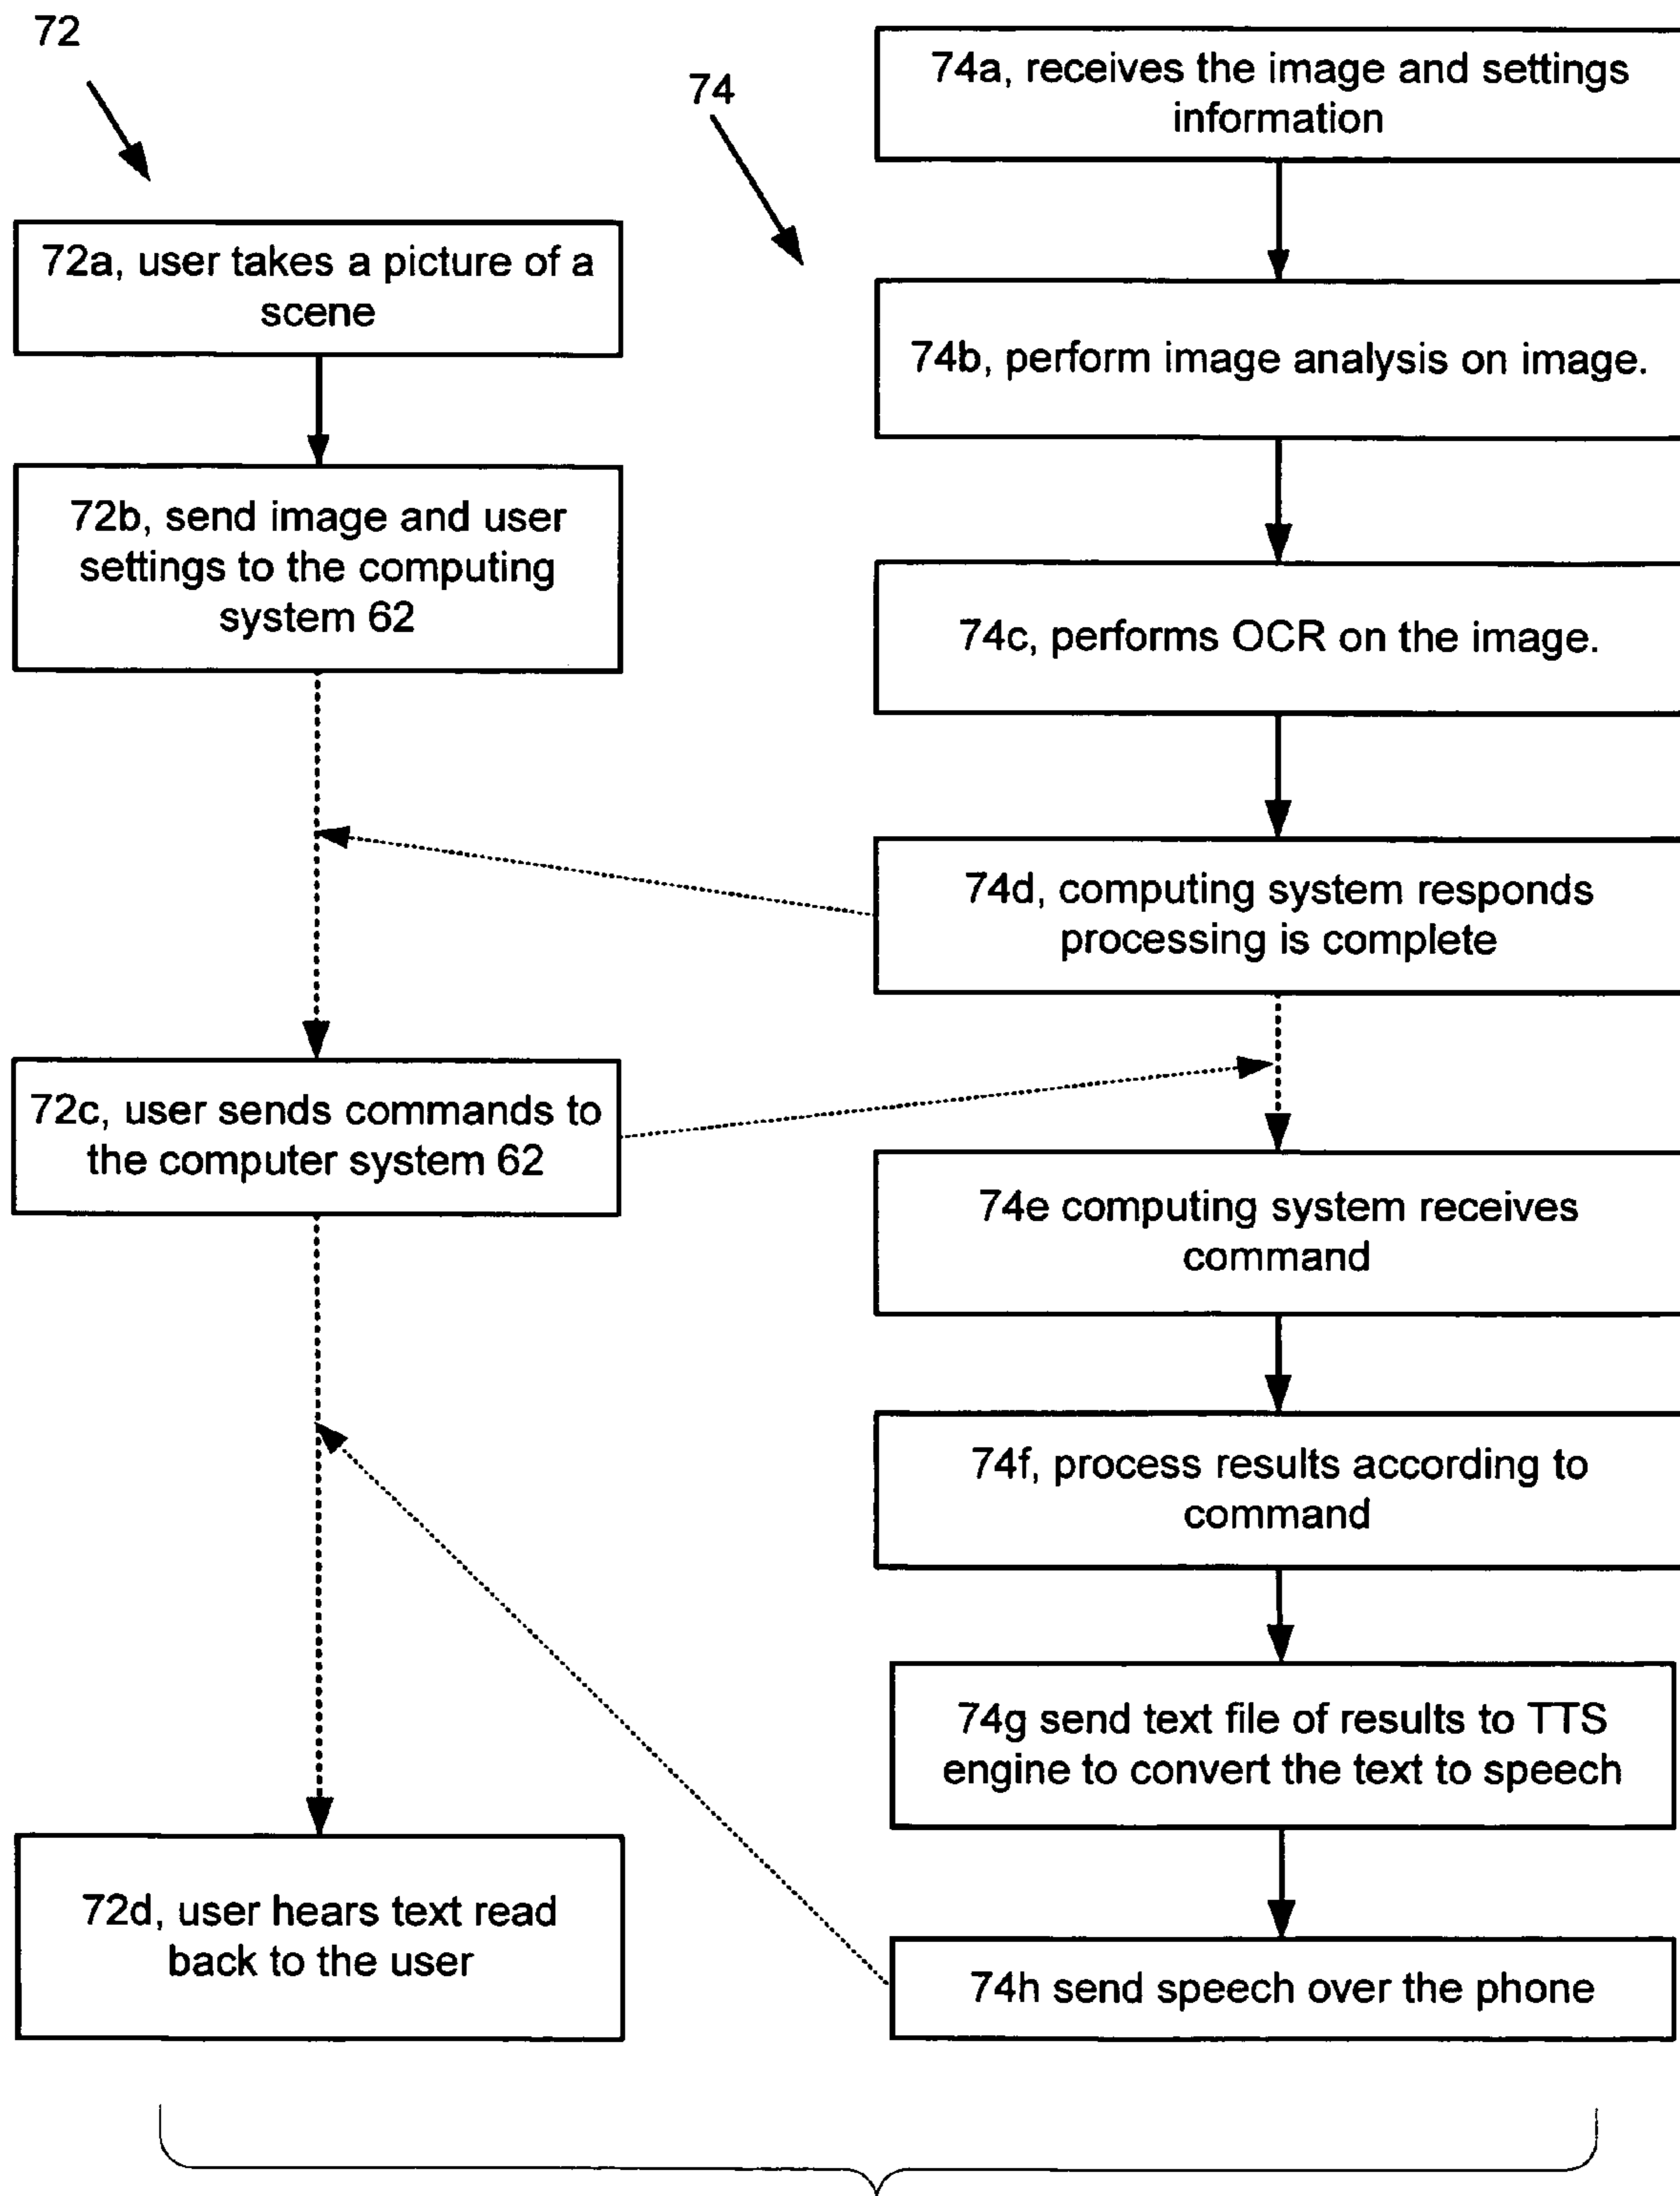 72
72a, user takes a picture of a
scene
72b, send image and user
settings to the computing
system 62
72c, user sends commands to
the computer system 62
72d, user hears text read
back to the user
74
74a, receives the image and settings
information
74b, perform image analysis on image.
74c, performs OCR on the image.
74d, computing system responds
processing is complete
74e computing system receives
command
74f, process results according to
command
74g send text file of results to TTS
engine to convert the text to speech
74h send speech over the phone